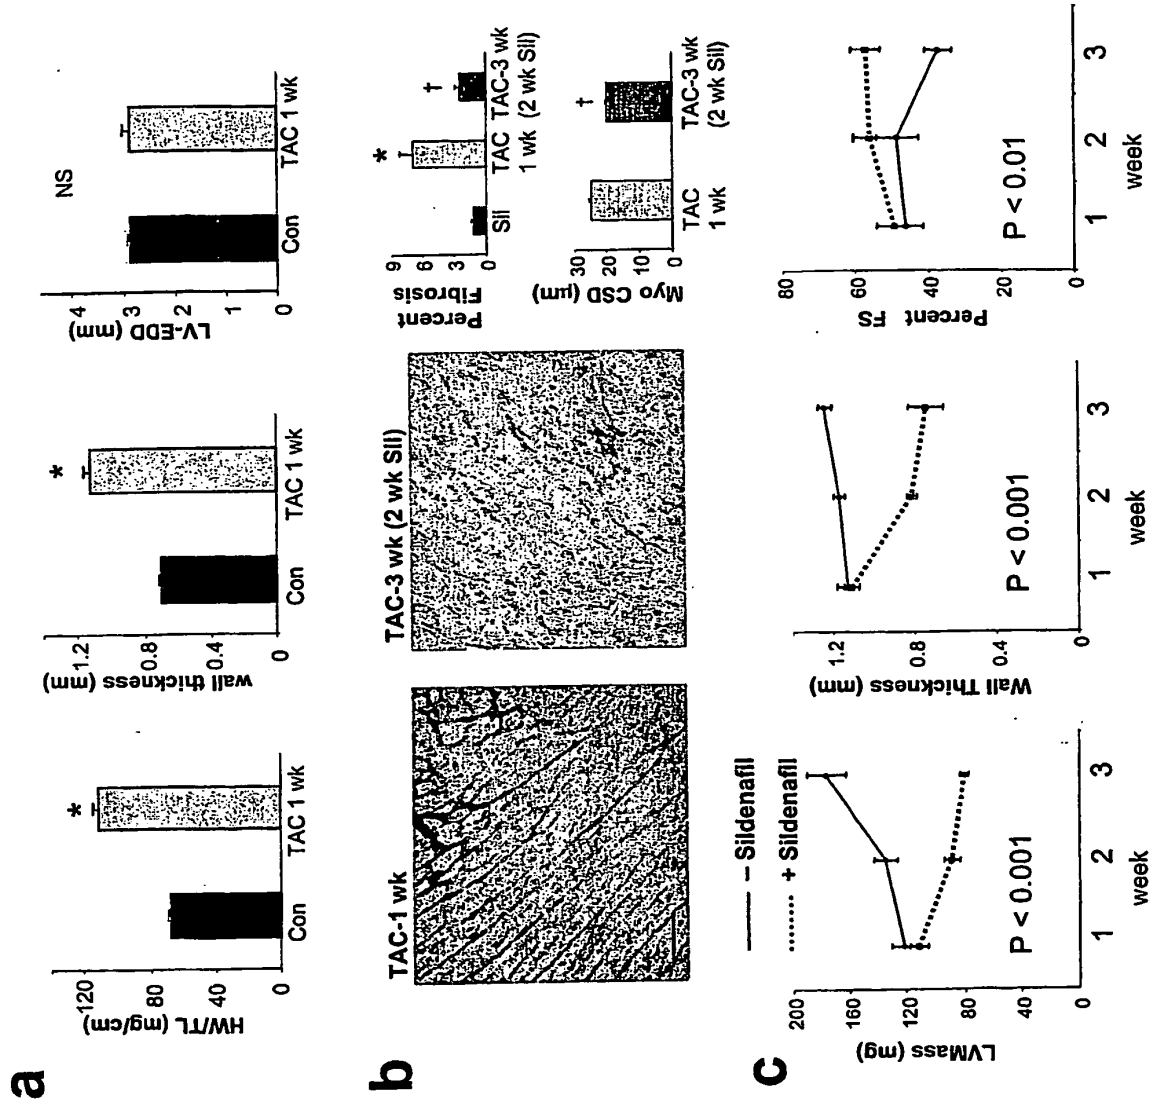 a
HW/TL (mg/cm)
120
80
40
0
*
Con
TAC 1 wk
wall thickness
(mm)
1.2
0.8
0.4
0
*
Con
TAC 1 wk
LV-EDD (mm)
4
3
2
1
0
NS
Con
TAC 1 wk
b
TAC-1 wk
TAC-3 wk (2 wk Sil)
Percent
Fibrosis
9
6
3
0
*
†
Sil
TAC
1 wk
TAC-3 wk
(2 wk Sil)
Myo CSD (µm)
30
20
10
0
†
TAC
1 wk
TAC-3 wk
(2 wk Sil)
c
– Sildenafil
+ Sildenafil
LVMass
(mg)
200
160
120
80
40
0
P < 0.001
1
2
3
week
Wall Thickness
(mm)
1.2
0.8
0.4
0
P < 0.001
1
2
3
week
Percent FS
80
60
40
20
0
P < 0.01
1
2
3
week